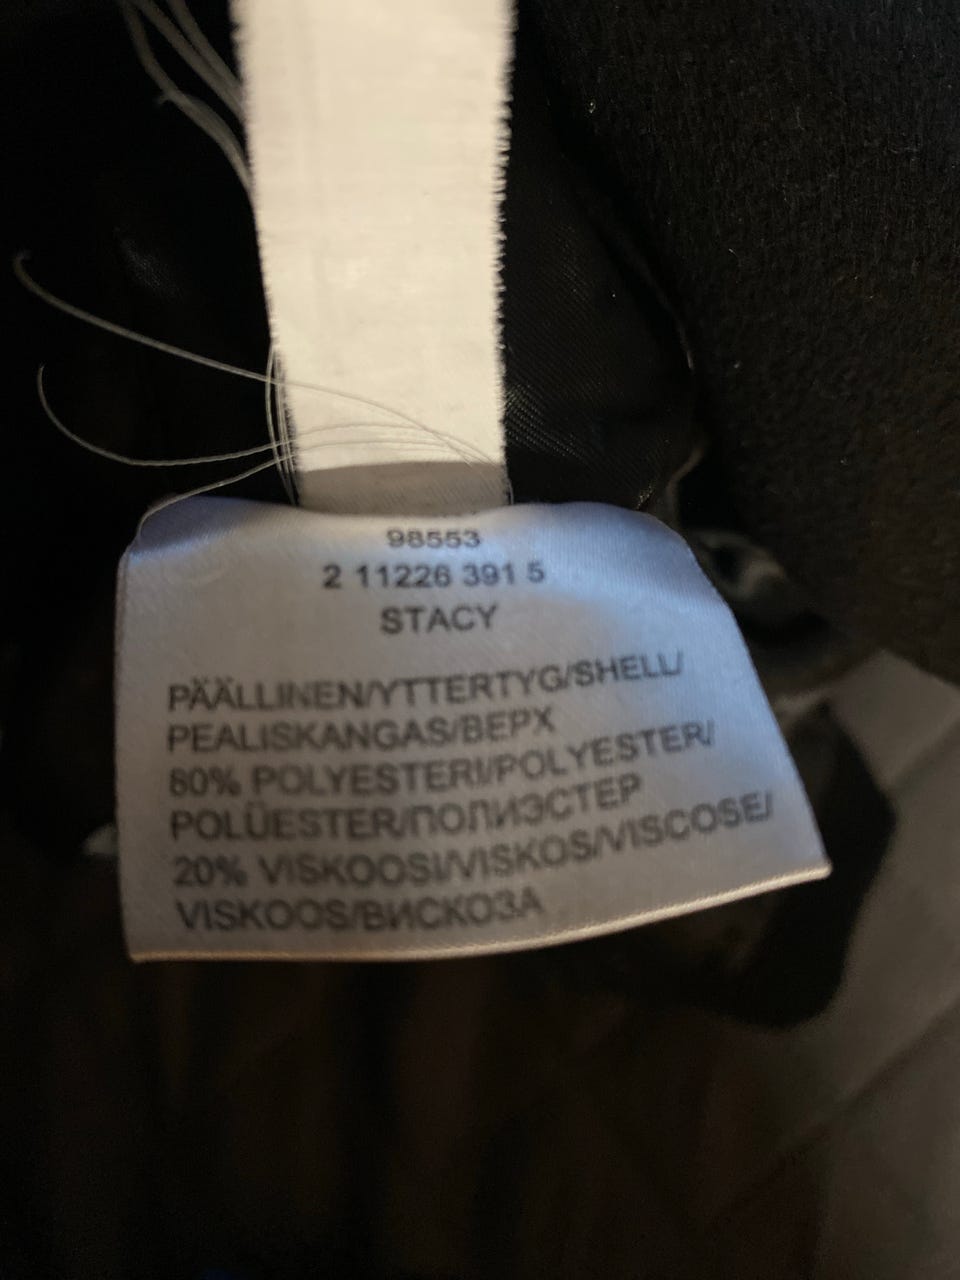 98553
2 11226 391 5
STACY
PÄÄLLINEN/YTTERTYG/SHELL/
PEALISKANGAS/ВЕРХ
80% POLYESTERI/POLYESTER/
POLÜESTER/ПОЛИЭСТЕР
20% VISKOOSI/VISKOS/VISCOSE/
VISKOOS/ВИСКОЗА